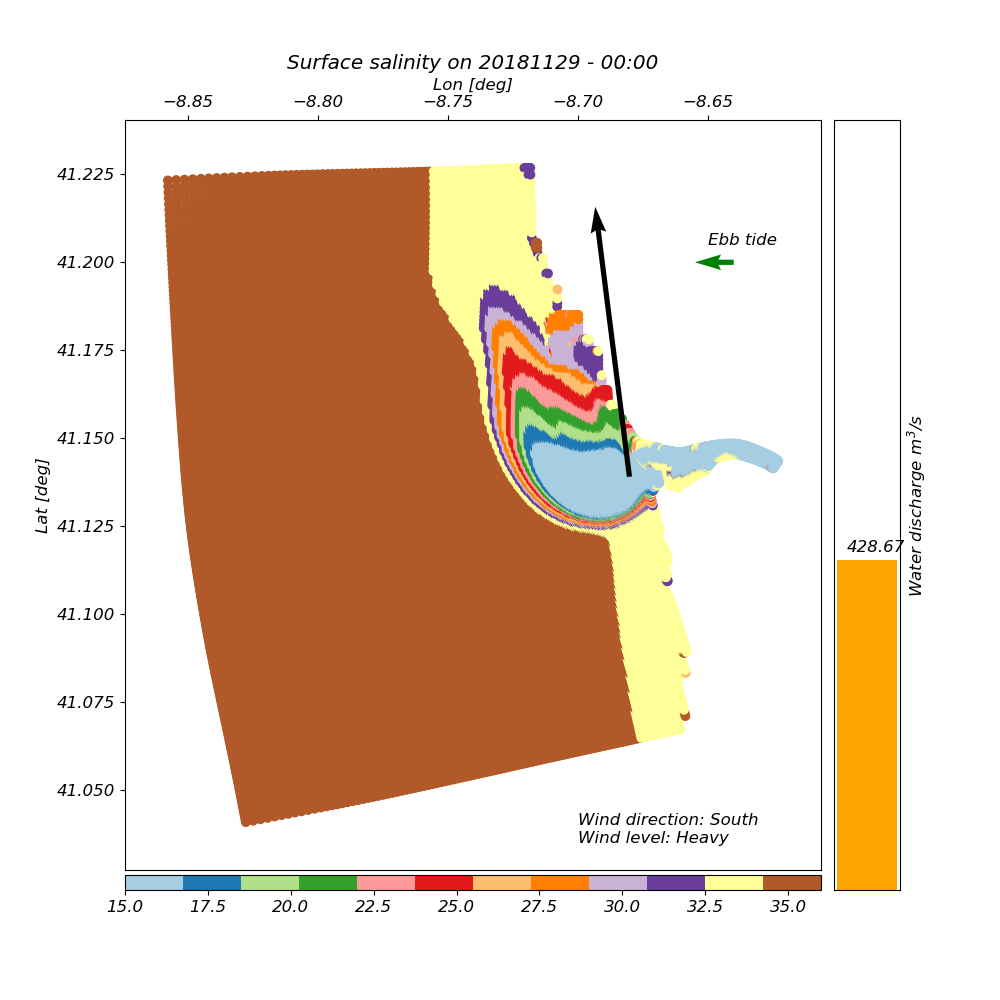 Surface salinity on 20181129 - 00:00
Lon [deg]
−8.85 −8.80 −8.75 −8.70 −8.65
41.225
41.200
41.175
41.150
41.125
41.100
41.075
41.050
Lat [deg]
Ebb tide
Wind direction: South
Wind level: Heavy
428.67
Water discharge m³/s
15.0 17.5 20.0 22.5 25.0 27.5 30.0 32.5 35.0